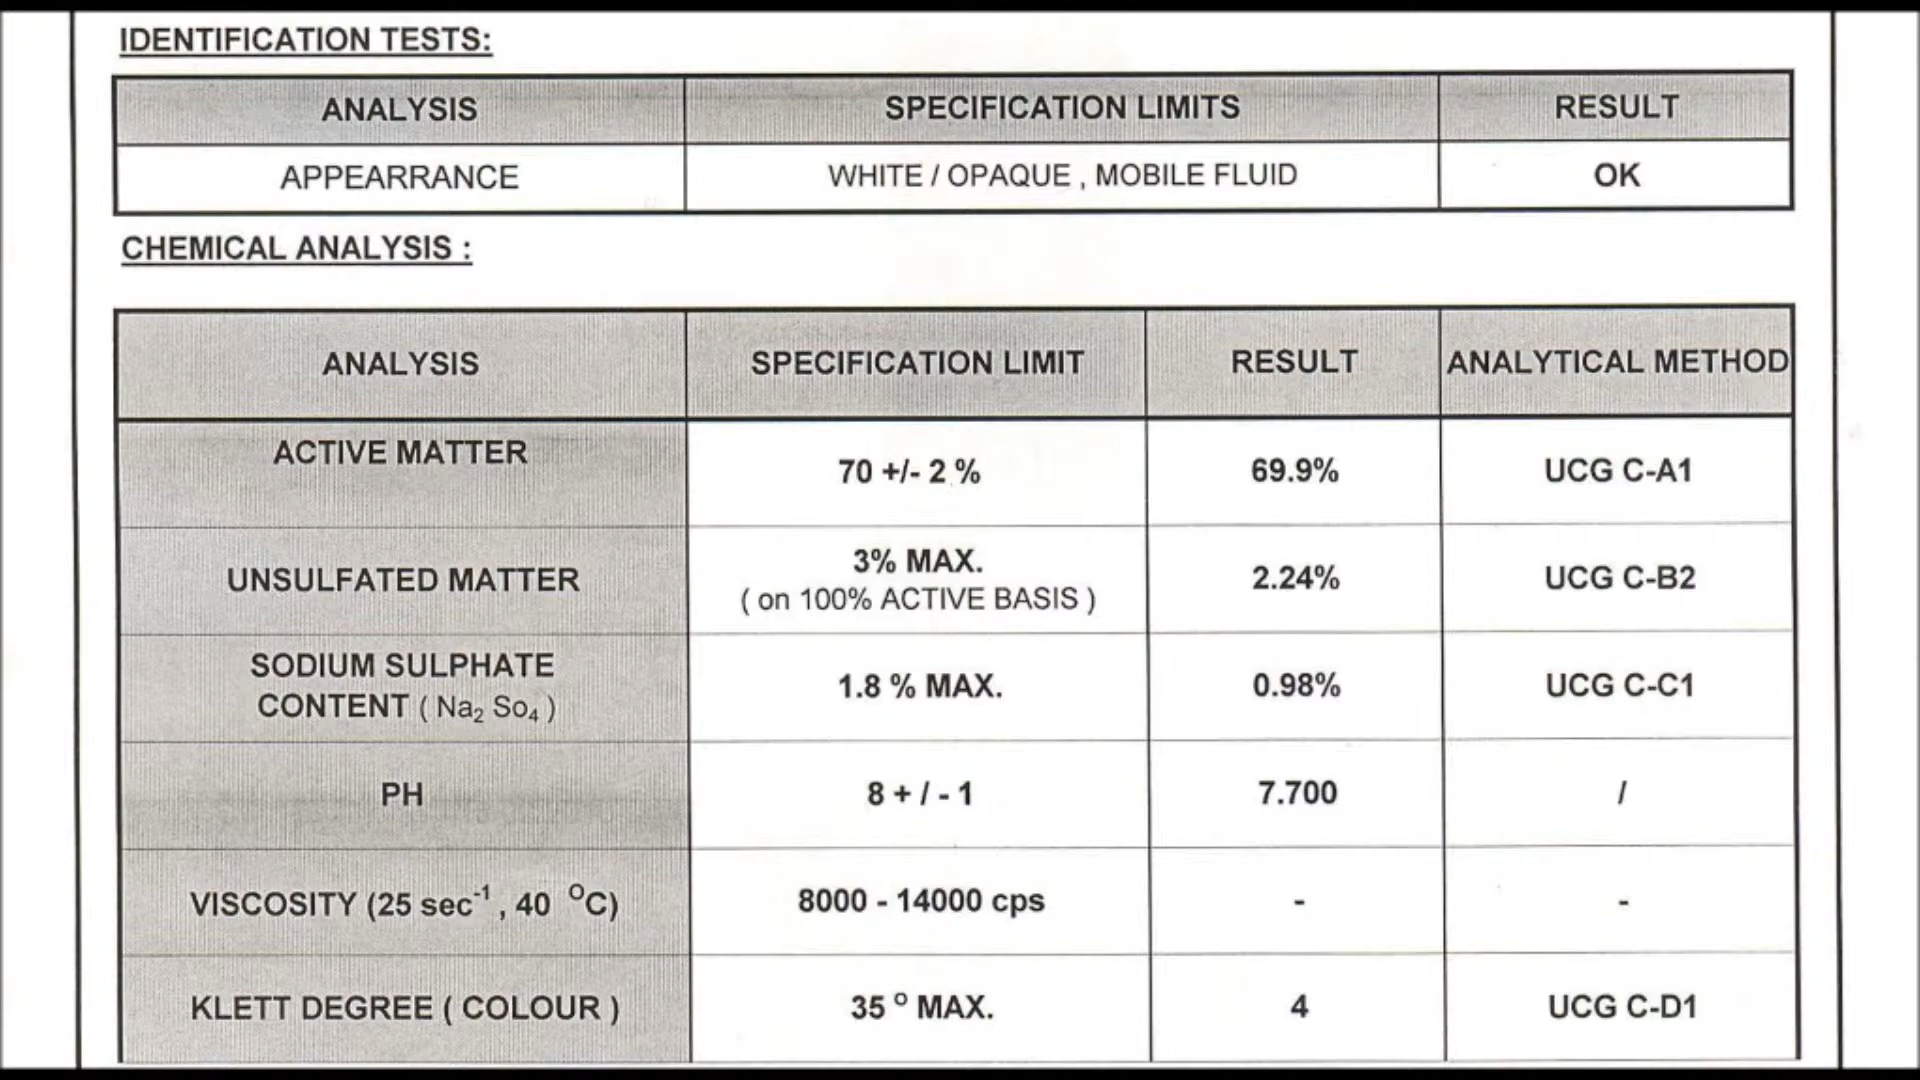 IDENTIFICATION TESTS:
ANALYSIS SPECIFICATION LIMITS RESULT
APPEARRANCE WHITE / OPAQUE , MOBILE FLUID OK
CHEMICAL ANALYSIS :
ANALYSIS SPECIFICATION LIMIT RESULT ANALYTICAL METHOD
ACTIVE MATTER 70 +/- 2 % 69.9% UCG C-A1
UNSULFATED MATTER 3% MAX. 2.24% UCG C-B2
( on 100% ACTIVE BASIS )
SODIUM SULPHATE
CONTENT ( Na₂ So₄ ) 1.8 % MAX. 0.98% UCG C-C1
PH 8 + / - 1 7.700 /
VISCOSITY (25 sec⁻¹ , 40 ᴼC) 8000 - 14000 cps - -
KLETT DEGREE ( COLOUR ) 35 ᴼ MAX. 4 UCG C-D1